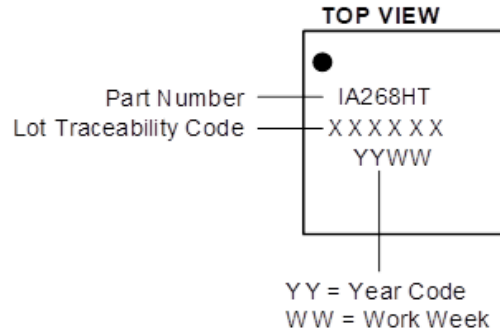 TOP VIEW
Part Number
IA268HT
Lot Traceability Code
XXXXXX
YYWW
YY = Year Code
WW = Work Week